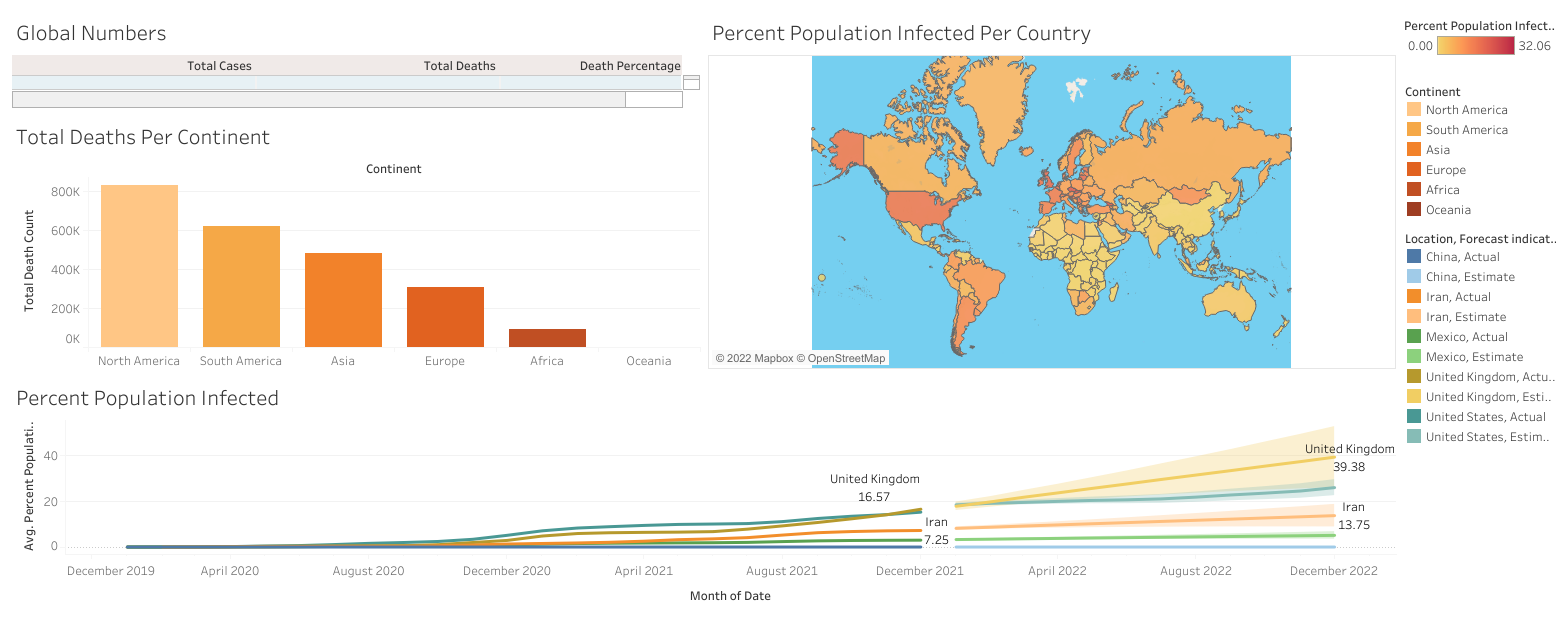 Global Numbers
Total Cases Total Deaths Death Percentage
Total Deaths Per Continent
Continent
Total Death Count
800K
600K
400K
200K
0K
North America South America Asia Europe Africa Oceania
Percent Population Infected Per Country
© 2022 Mapbox © OpenStreetMap
Percent Population Infect..
0.00 32.06
Continent
North America
South America
Asia
Europe
Africa
Oceania
Location, Forecast indicat..
China, Actual
China, Estimate
Iran, Actual
Iran, Estimate
Mexico, Actual
Mexico, Estimate
United Kingdom, Actu..
United Kingdom, Esti..
United States, Actual
United States, Estim..
Percent Population Infected
Avg. Percent Populati..
40
20
0
United Kingdom
16.57
Iran
7.25
United Kingdom
39.38
Iran
13.75
December 2019 April 2020 August 2020 December 2020 April 2021 August 2021 December 2021 April 2022 August 2022 December 2022
Month of Date